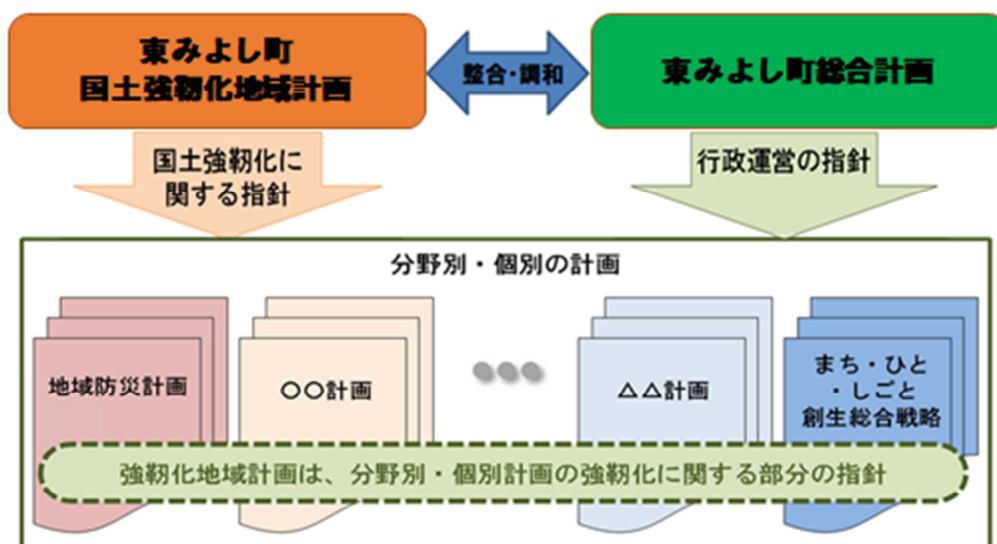 東みよし町
国土強靭化地域計画
整合・調和
東みよし町総合計画
国土強靭化に
関する指針
行政運営の指針
分野別・個別の計画
地域防災計画
〇〇計画
△△計画
まち・ひと
・しごと
創生総合戦略
強靭化地域計画は、分野別・個別計画の強靭化に関する部分の指針